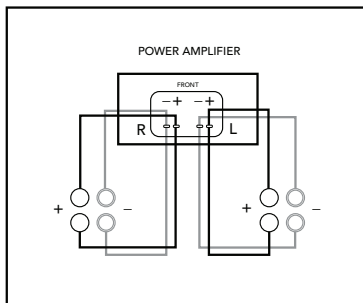 POWER AMPLIFIER
FRONT
−+ −+
R L
+ − + −